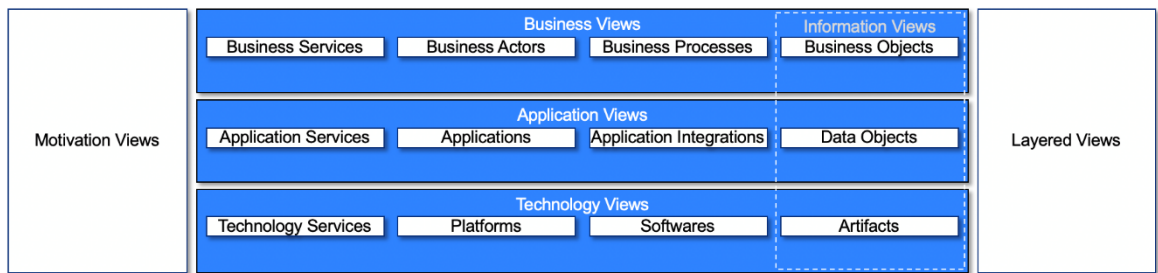 Motivation Views
Business Views
Information Views
Business Services
Business Actors
Business Processes
Business Objects
Application Views
Application Services
Applications
Application Integrations
Data Objects
Technology Views
Technology Services
Platforms
Softwares
Artifacts
Layered Views